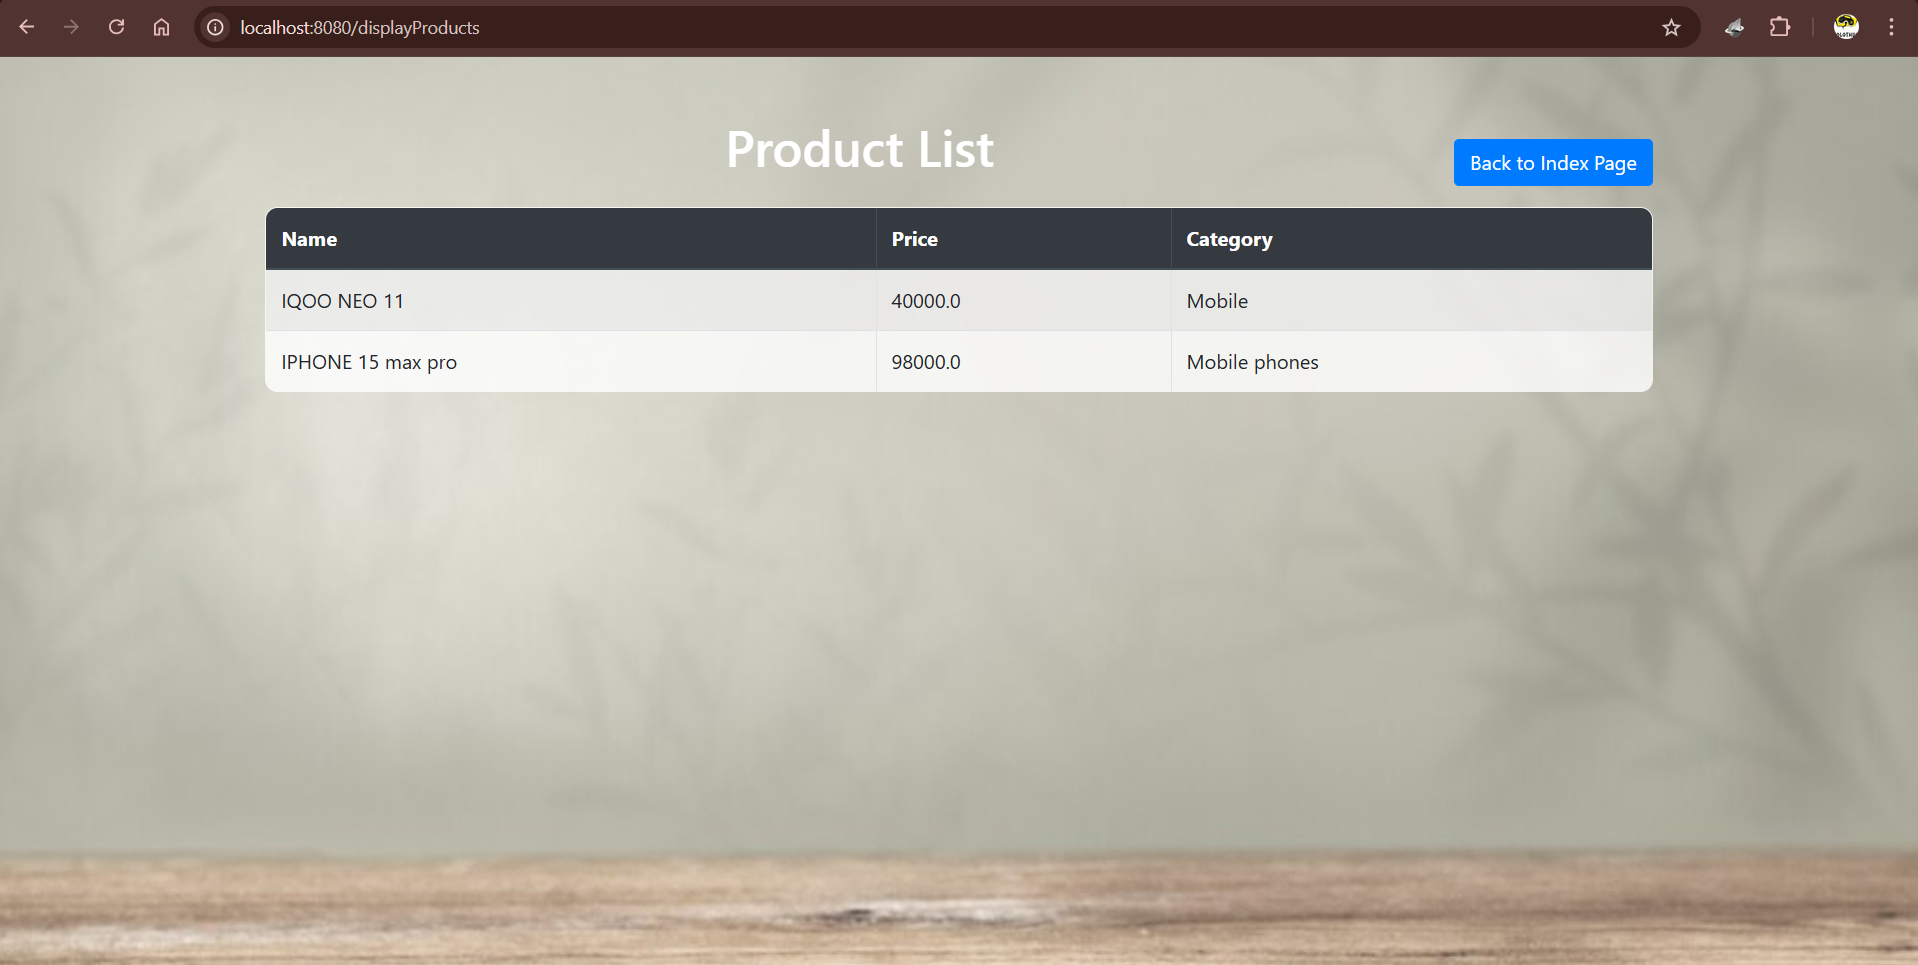 localhost:8080/displayProducts
Product List
Back to Index Page
Name Price Category
IQOO NEO 11 40000.0 Mobile
IPHONE 15 max pro 98000.0 Mobile phones